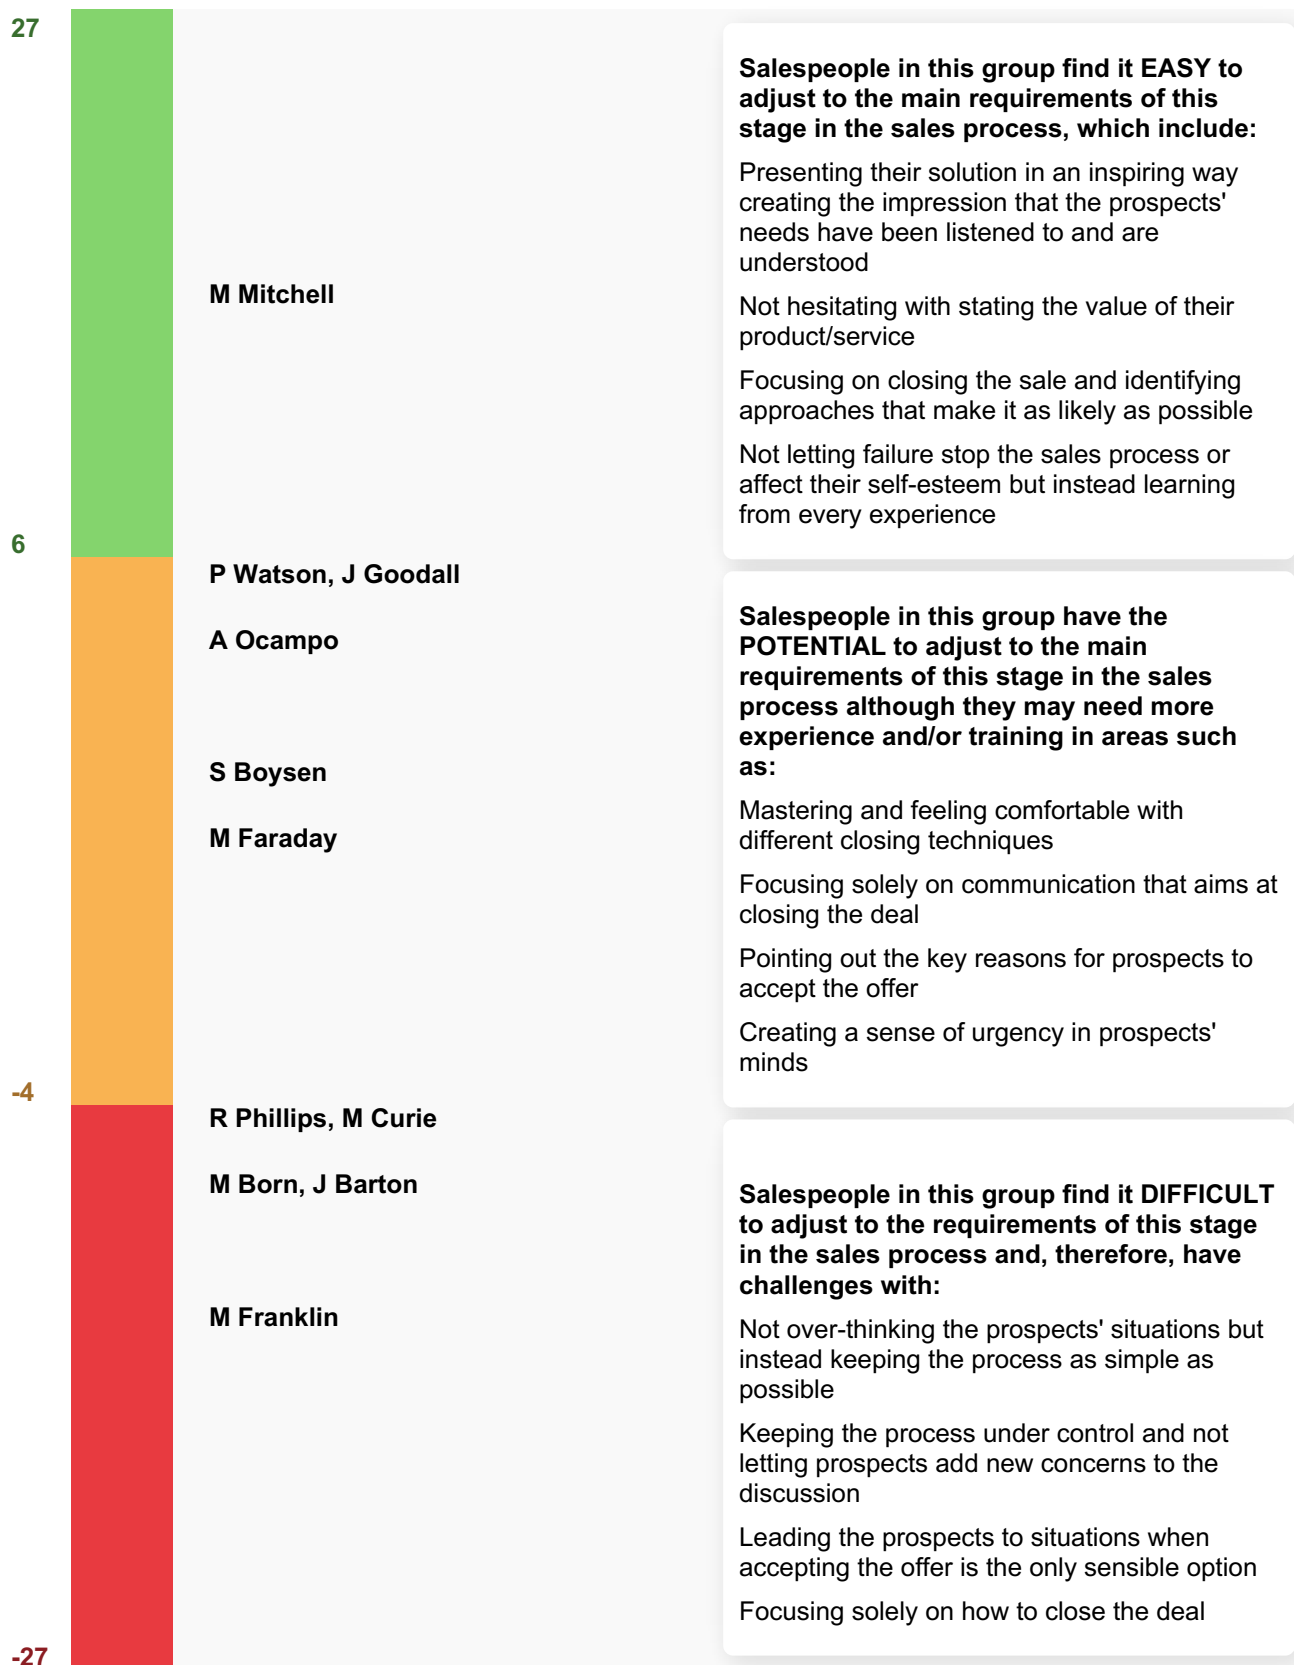 27
M Mitchell
6
P Watson, J Goodall
A Ocampo
S Boysen
M Faraday
-4
R Phillips, M Curie
M Born, J Barton
M Franklin
-27
Salespeople in this group find it EASY to
adjust to the main requirements of this
stage in the sales process, which include:
Presenting their solution in an inspiring way
creating the impression that the prospects'
needs have been listened to and are
understood
Not hesitating with stating the value of their
product/service
Focusing on closing the sale and identifying
approaches that make it as likely as possible
Not letting failure stop the sales process or
affect their self-esteem but instead learning
from every experience
Salespeople in this group have the
POTENTIAL to adjust to the main
requirements of this stage in the sales
process although they may need more
experience and/or training in areas such
as:
Mastering and feeling comfortable with
different closing techniques
Focusing solely on communication that aims at
closing the deal
Pointing out the key reasons for prospects to
accept the offer
Creating a sense of urgency in prospects'
minds
Salespeople in this group find it DIFFICULT
to adjust to the requirements of this stage
in the sales process and, therefore, have
challenges with:
Not over-thinking the prospects' situations but
instead keeping the process as simple as
possible
Keeping the process under control and not
letting prospects add new concerns to the
discussion
Leading the prospects to situations when
accepting the offer is the only sensible option
Focusing solely on how to close the deal